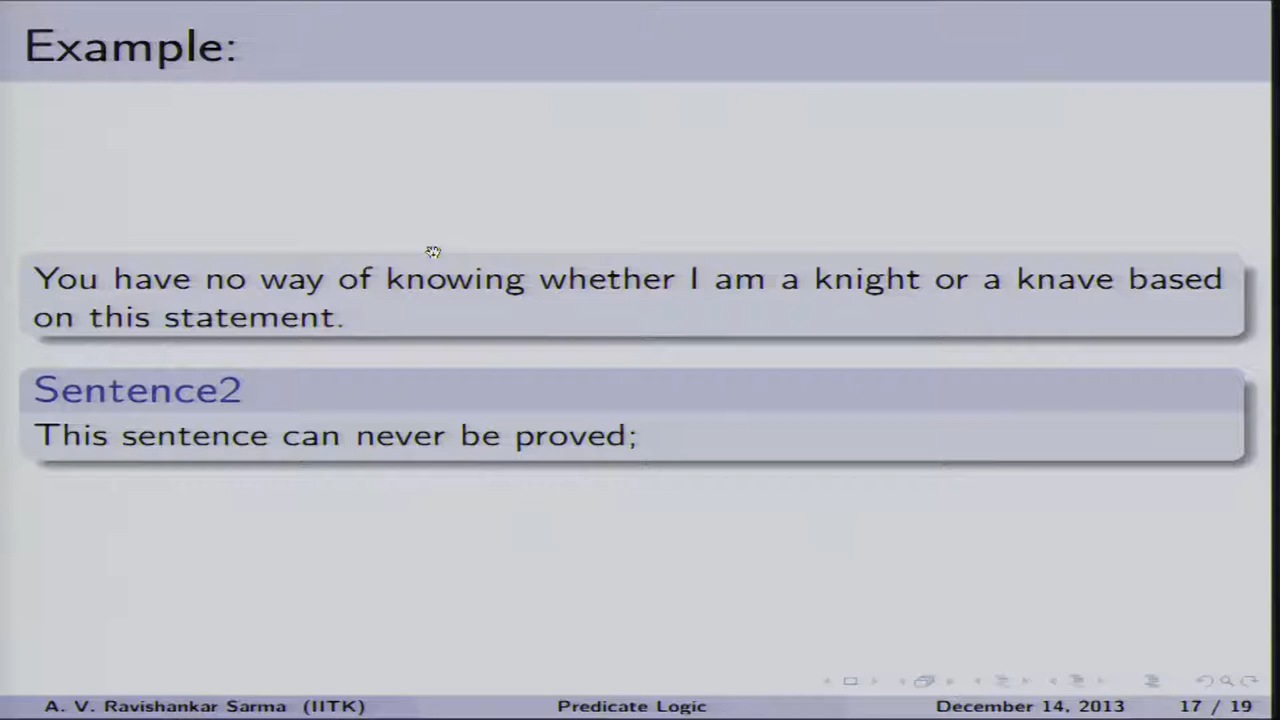 Example:
You have no way of knowing whether I am a knight or a knave based
on this statement.
Sentence2
This sentence can never be proved;
A. V. Ravishankar Sarma (IITK) Predicate Logic December 14, 2013 17 / 19